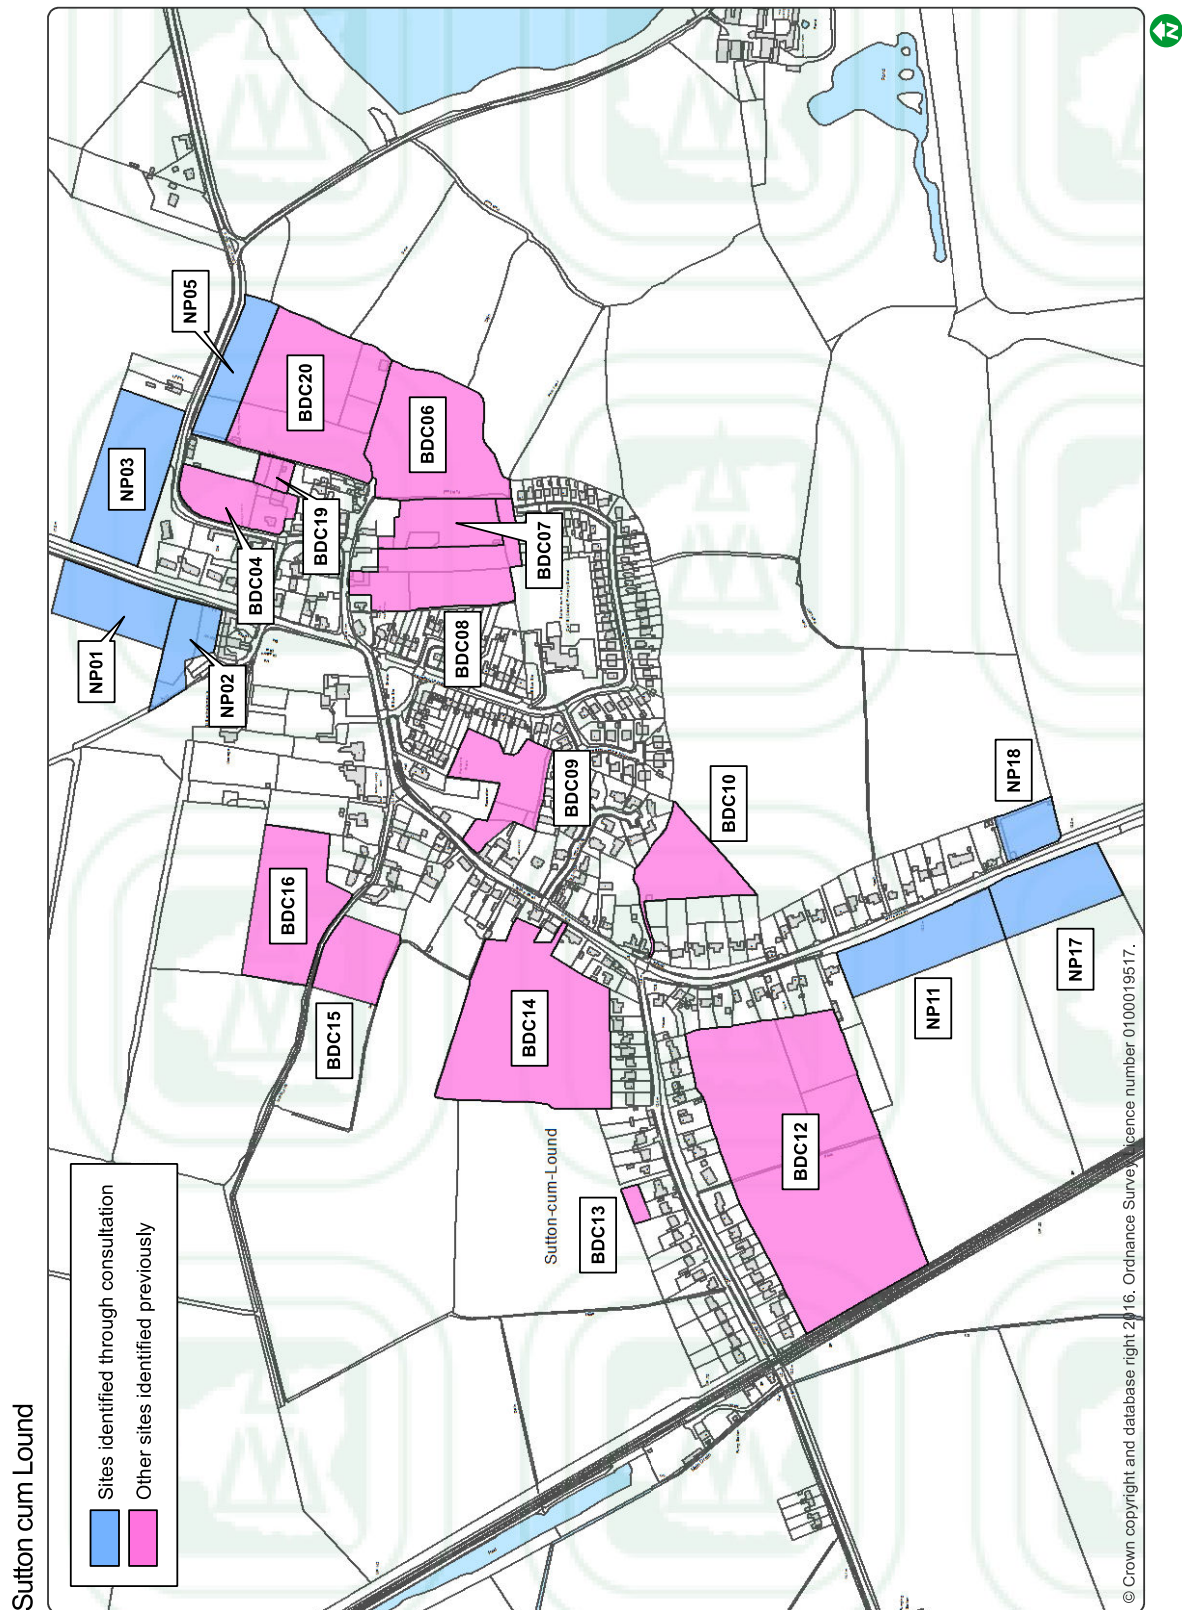 Sutton cum Lound
Sites identified through consultation
Other sites identified previously
NP01
NP02
NP03
NP05
BDC04
BDC19
BDC20
BDC06
BDC07
BDC08
BDC09
BDC10
BDC16
BDC15
BDC14
BDC13
BDC12
NP11
NP17
NP18
Sutton-cum-Lound
© Crown copyright and database right 2016. Ordnance Survey Licence number 0100019517.
N